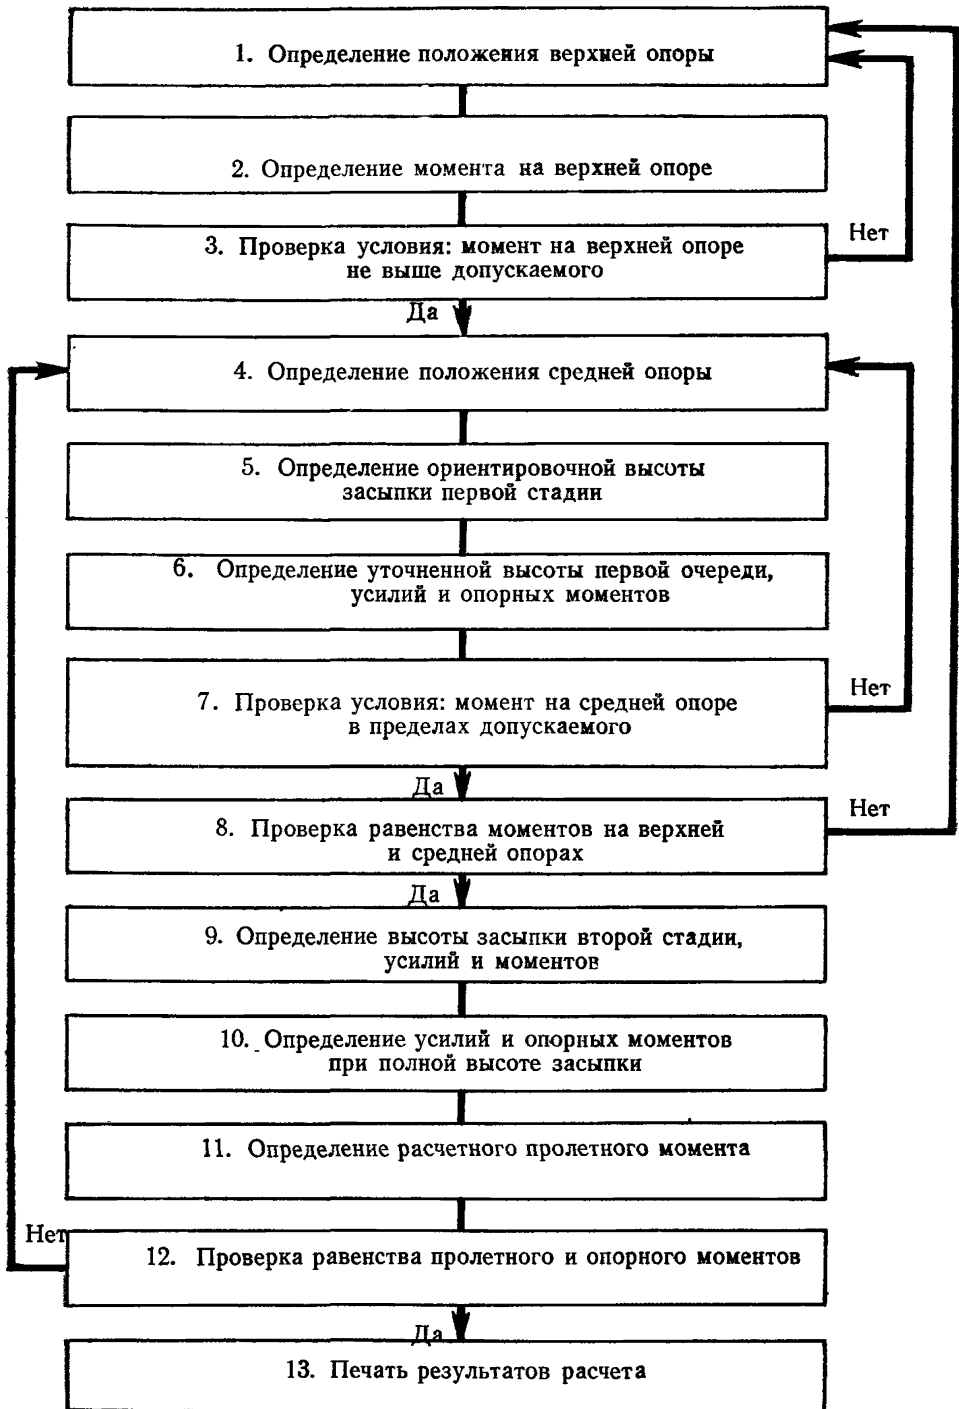 1. Определение положения верхней опоры
2. Определение момента на верхней опоре
3. Проверка условия: момент на верхней опоре
не выше допускаемого
Нет
Да
4. Определение положения средней опоры
5. Определение ориентировочной высоты
засыпки первой стадии
6. Определение уточненной высоты первой очереди,
усилий и опорных моментов
7. Проверка условия: момент на средней опоре
в пределах допускаемого
Нет
Да
8. Проверка равенства моментов на верхней
и средней опорах
Нет
Да
9. Определение высоты засыпки второй стадии,
усилий и моментов
10. Определение усилий и опорных моментов
при полной высоте засыпки
11. Определение расчетного пролетного момента
Нет
12. Проверка равенства пролетного и опорного моментов
Да
13. Печать результатов расчета